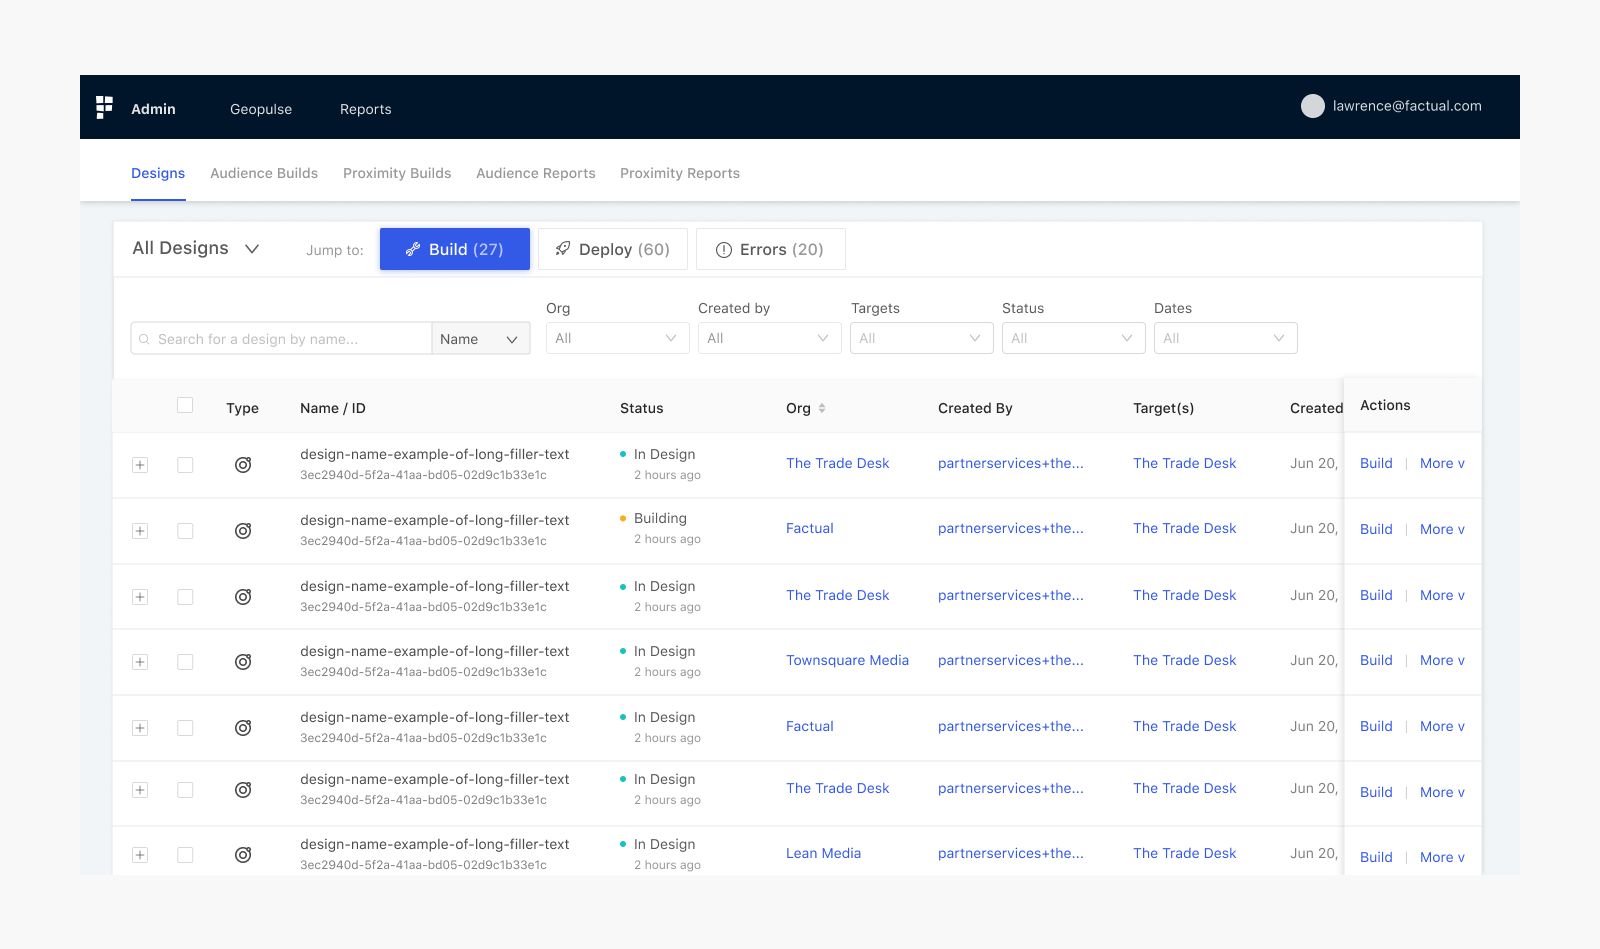 Admin Geopulse Reports lawrence@factual.com
Designs Audience Builds Proximity Builds Audience Reports Proximity Reports
All Designs Jump to: Build (27) Deploy (60) Errors (20)
Org Created by Targets Status Dates
Search for a design by name... Name All All All All All
Type Name / ID Status Org Created By Target(s) Created Actions
design-name-example-of-long-filler-text In Design
The Trade Desk partnerservices+the... The Trade Desk Jun 20, Build | More v
3ec2940d-5f2a-41aa-bd05-02d9c1b33e1c 2 hours ago
design-name-example-of-long-filler-text Building
Factual partnerservices+the... The Trade Desk Jun 20, Build | More v
3ec2940d-5f2a-41aa-bd05-02d9c1b33e1c 2 hours ago
design-name-example-of-long-filler-text In Design
The Trade Desk partnerservices+the... The Trade Desk Jun 20, Build | More v
3ec2940d-5f2a-41aa-bd05-02d9c1b33e1c 2 hours ago
design-name-example-of-long-filler-text In Design
Townsquare Media partnerservices+the... The Trade Desk Jun 20, Build | More v
3ec2940d-5f2a-41aa-bd05-02d9c1b33e1c 2 hours ago
design-name-example-of-long-filler-text In Design
Factual partnerservices+the... The Trade Desk Jun 20, Build | More v
3ec2940d-5f2a-41aa-bd05-02d9c1b33e1c 2 hours ago
design-name-example-of-long-filler-text In Design
The Trade Desk partnerservices+the... The Trade Desk Jun 20, Build | More v
3ec2940d-5f2a-41aa-bd05-02d9c1b33e1c 2 hours ago
design-name-example-of-long-filler-text In Design
Lean Media partnerservices+the... The Trade Desk Jun 20, Build | More v
3ec2940d-5f2a-41aa-bd05-02d9c1b33e1c 2 hours ago